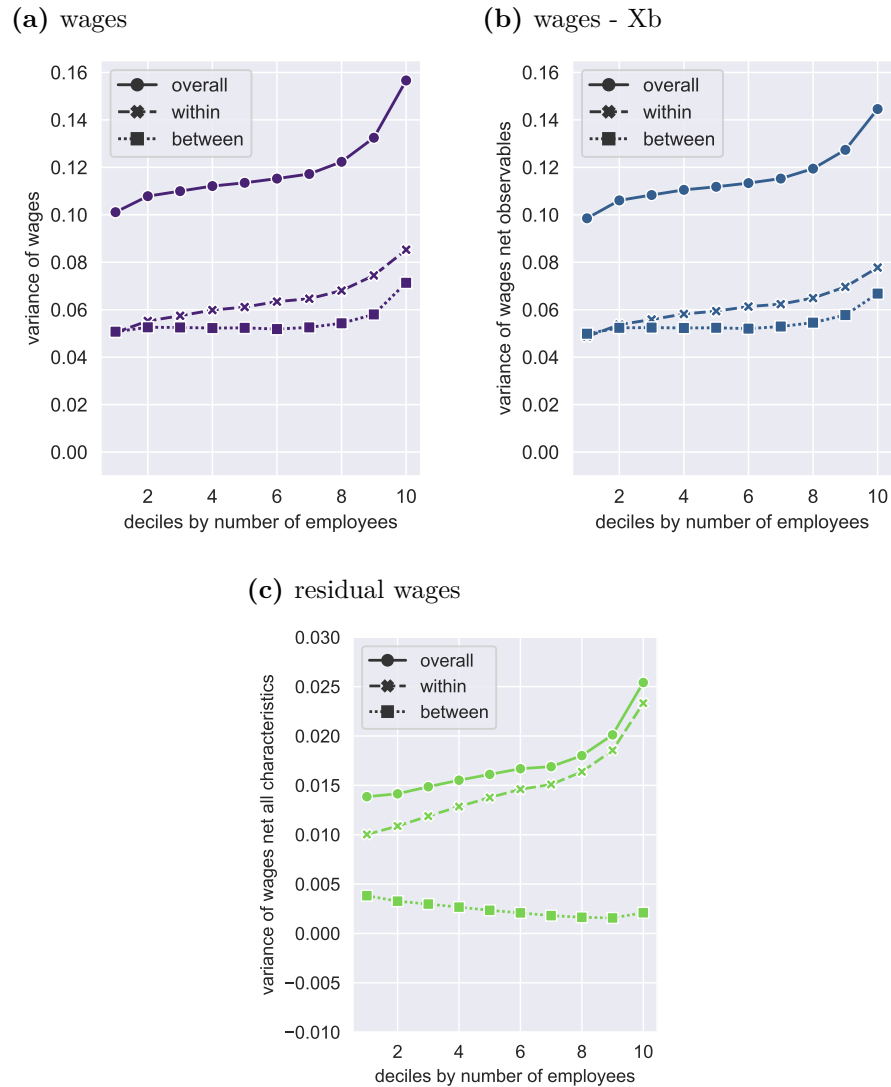 (a) wages
variance of wages
0.16
0.14
0.12
0.10
0.08
0.06
0.04
0.02
0.00
overall
within
between
2 4 6 8 10
deciles by number of employees
(b) wages - Xb
variance of wages net observables
0.16
0.14
0.12
0.10
0.08
0.06
0.04
0.02
0.00
overall
within
between
2 4 6 8 10
deciles by number of employees
(c) residual wages
variance of wages net all characteristics
0.030
0.025
0.020
0.015
0.010
0.005
0.000
−0.005
−0.010
overall
within
between
2 4 6 8 10
deciles by number of employees